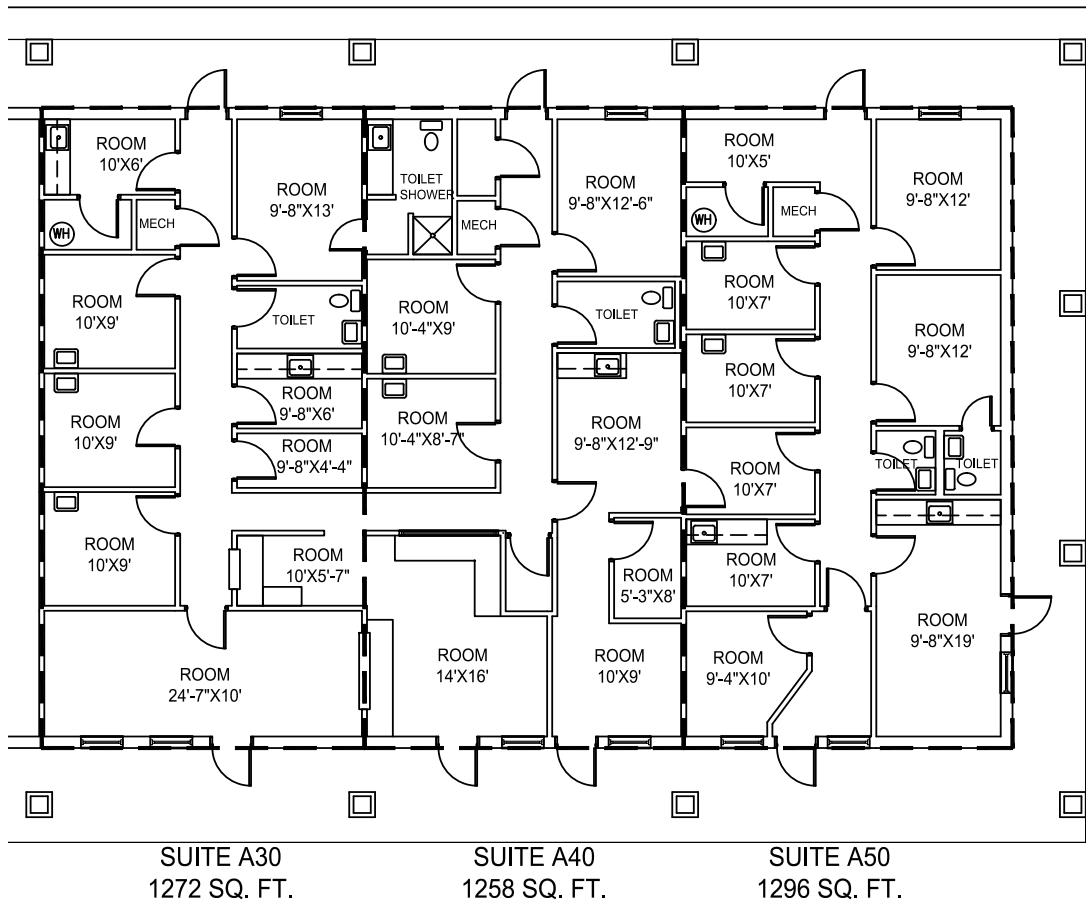 ROOM
10'X6'
WH
MECH
ROOM
9'-8"X13'
ROOM
10'X9'
TOILET
ROOM
10'X9'
ROOM
9'-8"X6'
ROOM
9'-8"X4'-4"
ROOM
10'X9'
ROOM
10'X5'-7"
ROOM
24'-7"X10'
TOILET
SHOWER
MECH
ROOM
9'-8"X12'-6"
ROOM
10'-4"X9'
TOILET
ROOM
10'-4"X8'-7"
ROOM
9'-8"X12'-9"
ROOM
5'-3"X8'
ROOM
14'X16'
ROOM
10'X9'
ROOM
10'X5'
WH
MECH
ROOM
9'-8"X12'
ROOM
10'X7'
ROOM
10'X7'
ROOM
9'-8"X12'
ROOM
10'X7'
TOILET
TOILET
ROOM
10'X7'
ROOM
9'-4"X10'
ROOM
9'-8"X19'
SUITE A30
1272 SQ. FT.
SUITE A40
1258 SQ. FT.
SUITE A50
1296 SQ. FT.